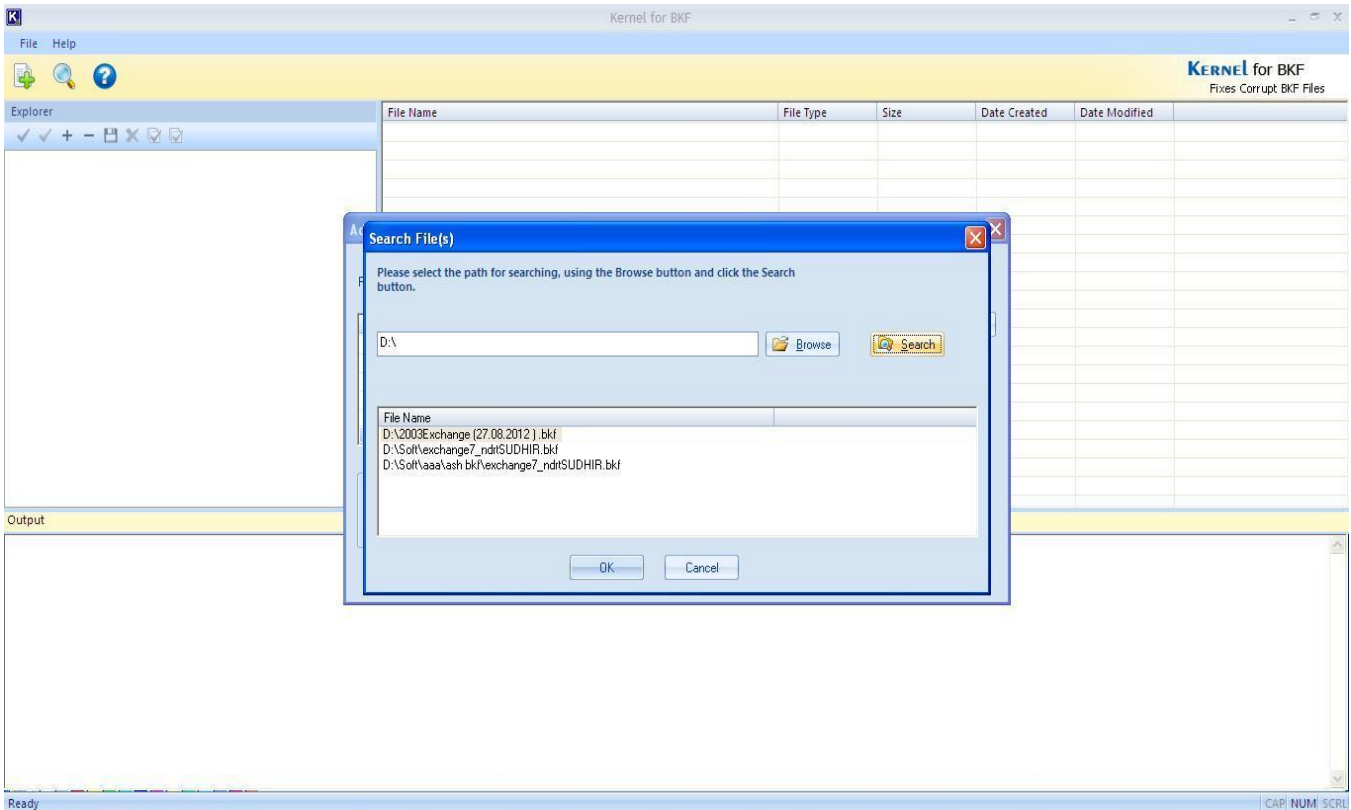 Kernel for BKF
File Help
KERNEL for BKF
Fixes Corrupt BKF Files
Explorer
File Name File Type Size Date Created Date Modified
Search File(s)
Please select the path for searching, using the Browse button and click the Search
button.
D:\ Browse Search
File Name
D:\2003Exchange (27.08.2012 ) .bkf
D:\Soft\exchange7_ndrtSUDHIR.bkf
D:\Soft\aaa\ash bkf\exchange7_ndrtSUDHIR.bkf
OK Cancel
Output
Ready CAP NUM SCRL